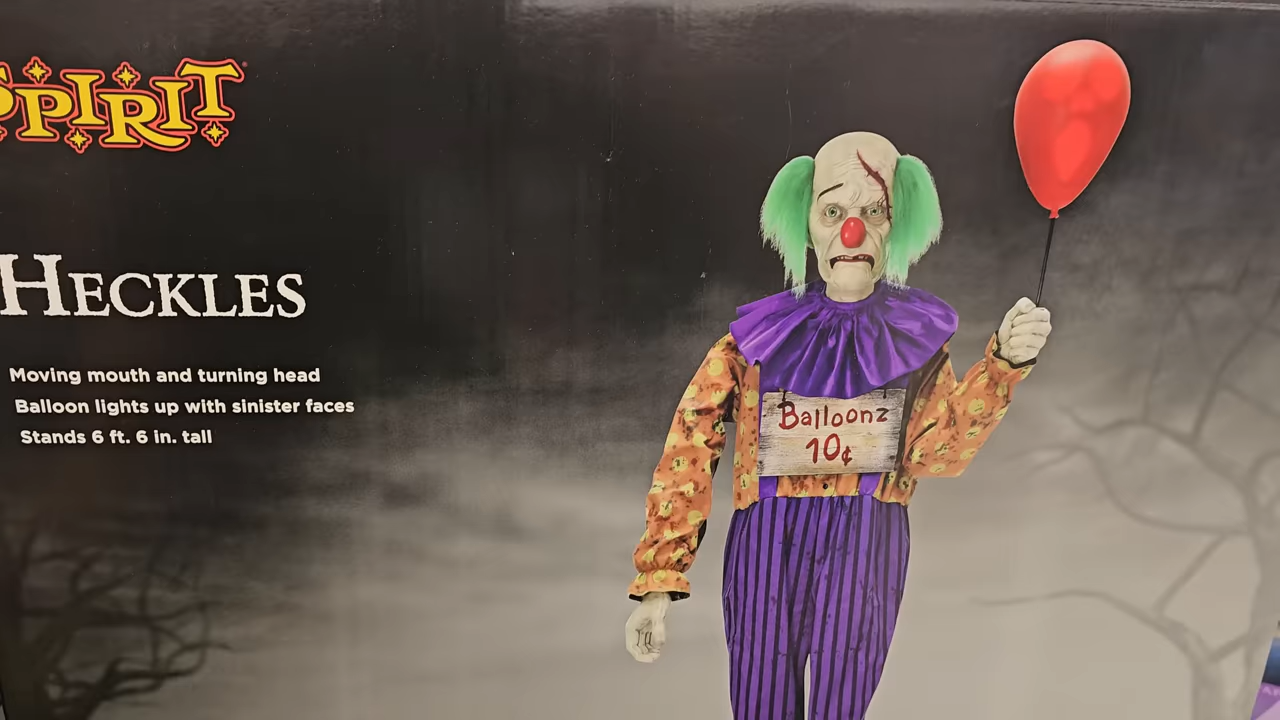 SPIRIT
HECKLES
Moving mouth and turning head
Balloon lights up with sinister faces
Stands 6 ft. 6 in. tall
Balloonz
10¢